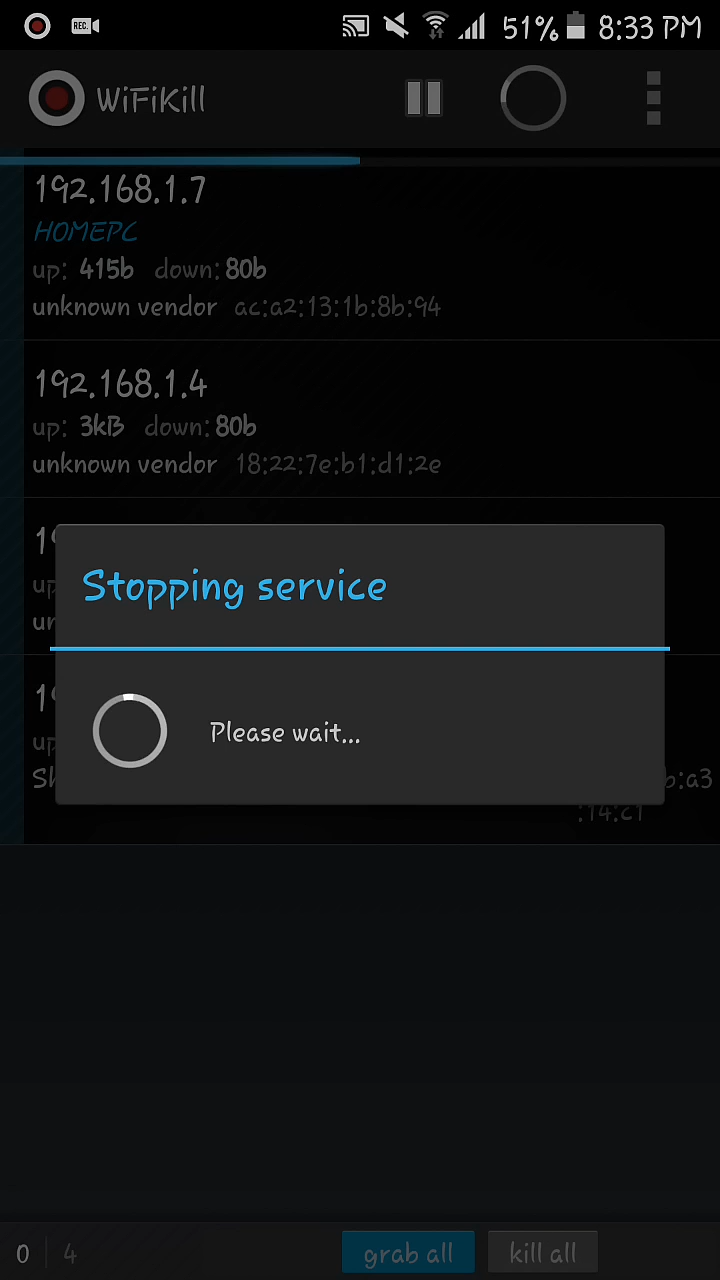 REC.
51% 8:33 PM
WiFiKill
192.168.1.7
HOMEPC
up: 415b down: 80b
unknown vendor ac:a2:13:1b:8b:94
192.168.1.4
up: 3kB down: 80b
unknown vendor 18:22:7e:b1:d1:2e
Stopping service
Please wait...
:14:c1
0 4 grab all kill all